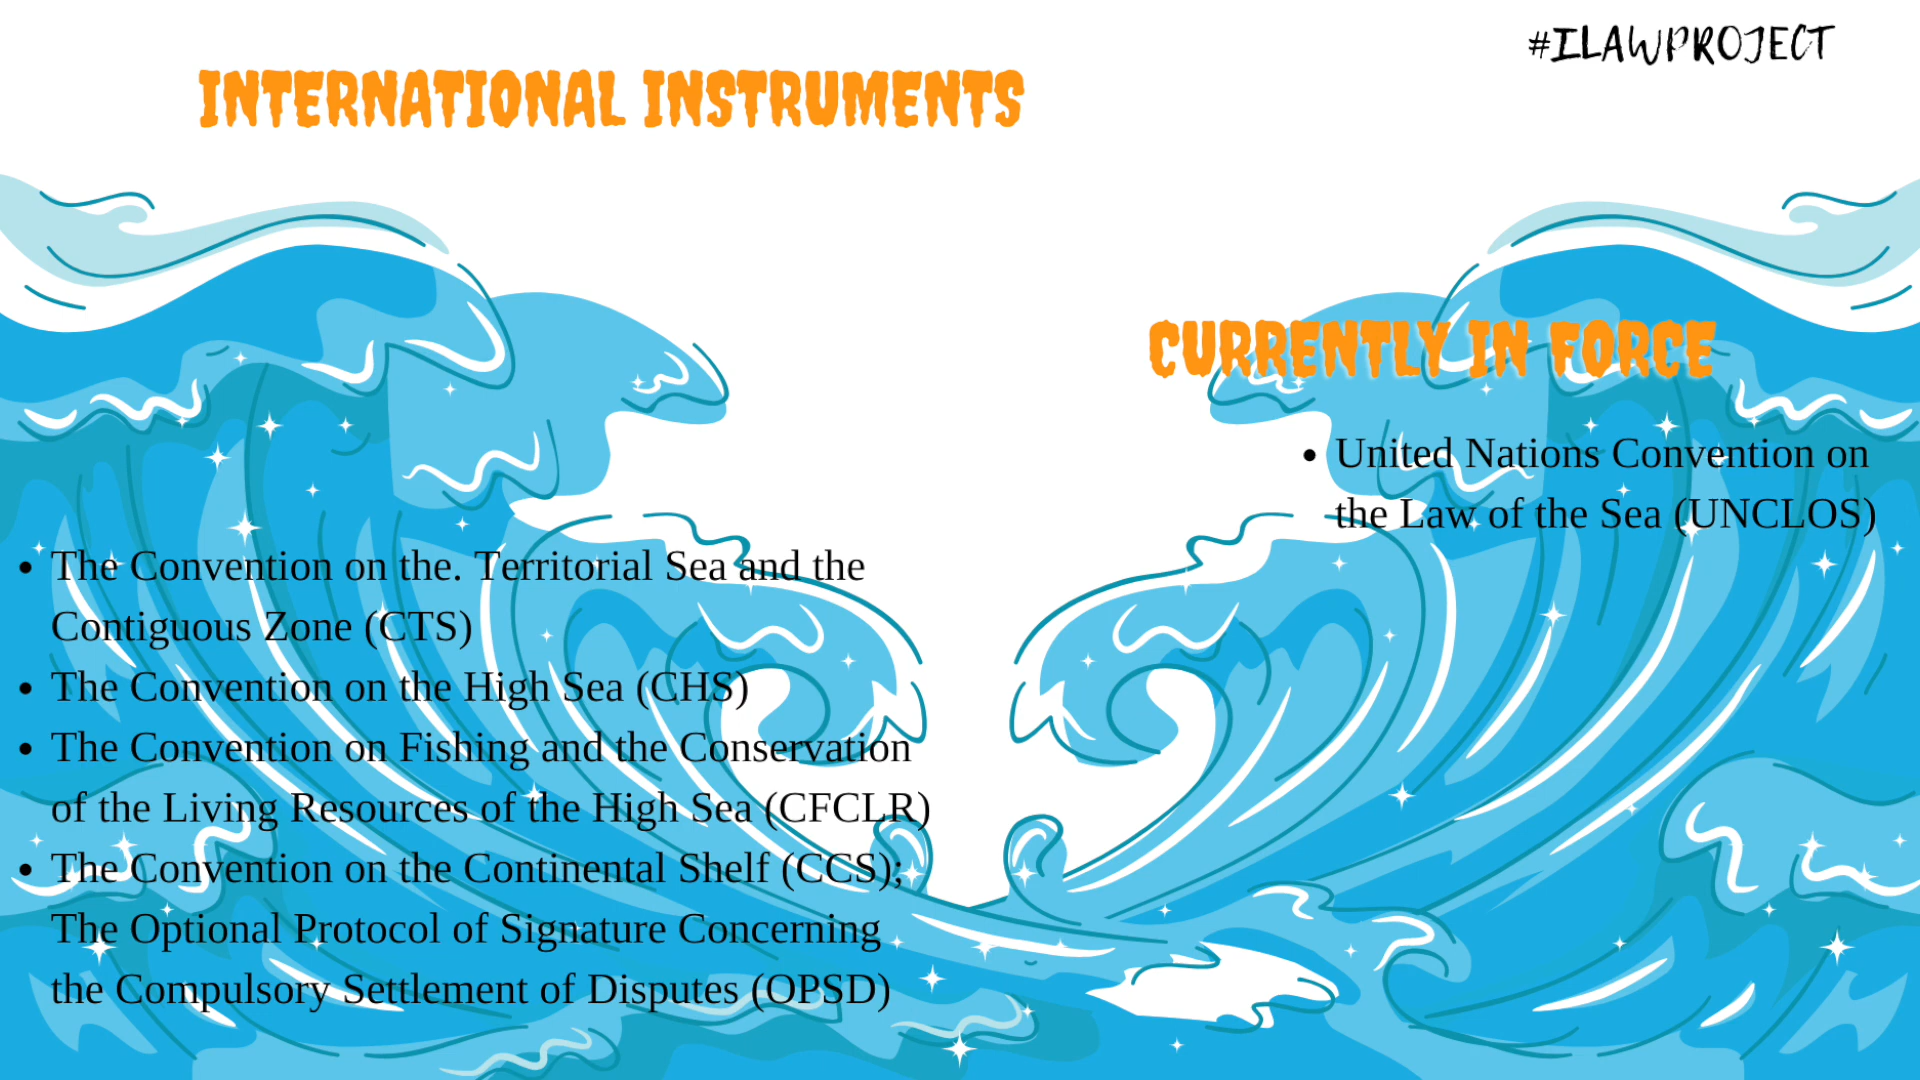 #ILAWPROJECT
INTERNATIONAL INSTRUMENTS
CURRENTLY IN FORCE
• United Nations Convention on
the Law of the Sea (UNCLOS)
• The Convention on the. Territorial Sea and the
Contiguous Zone (CTS)
• The Convention on the High Sea (CHS)
• The Convention on Fishing and the Conservation
of the Living Resources of the High Sea (CFCLR)
• The Convention on the Continental Shelf (CCS);
The Optional Protocol of Signature Concerning
the Compulsory Settlement of Disputes (OPSD)